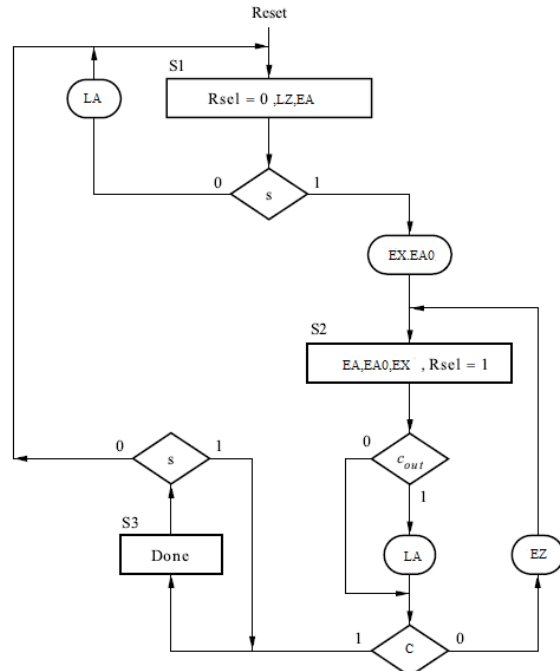 Reset
S1
LA
Rsel = 0 ,LZ,EA
0
s
1
EX.EA0
S2
EA,EA0,EX , Rsel = 1
0
s
1
0
c_out
1
S3
Done
LA
EZ
1
C
0